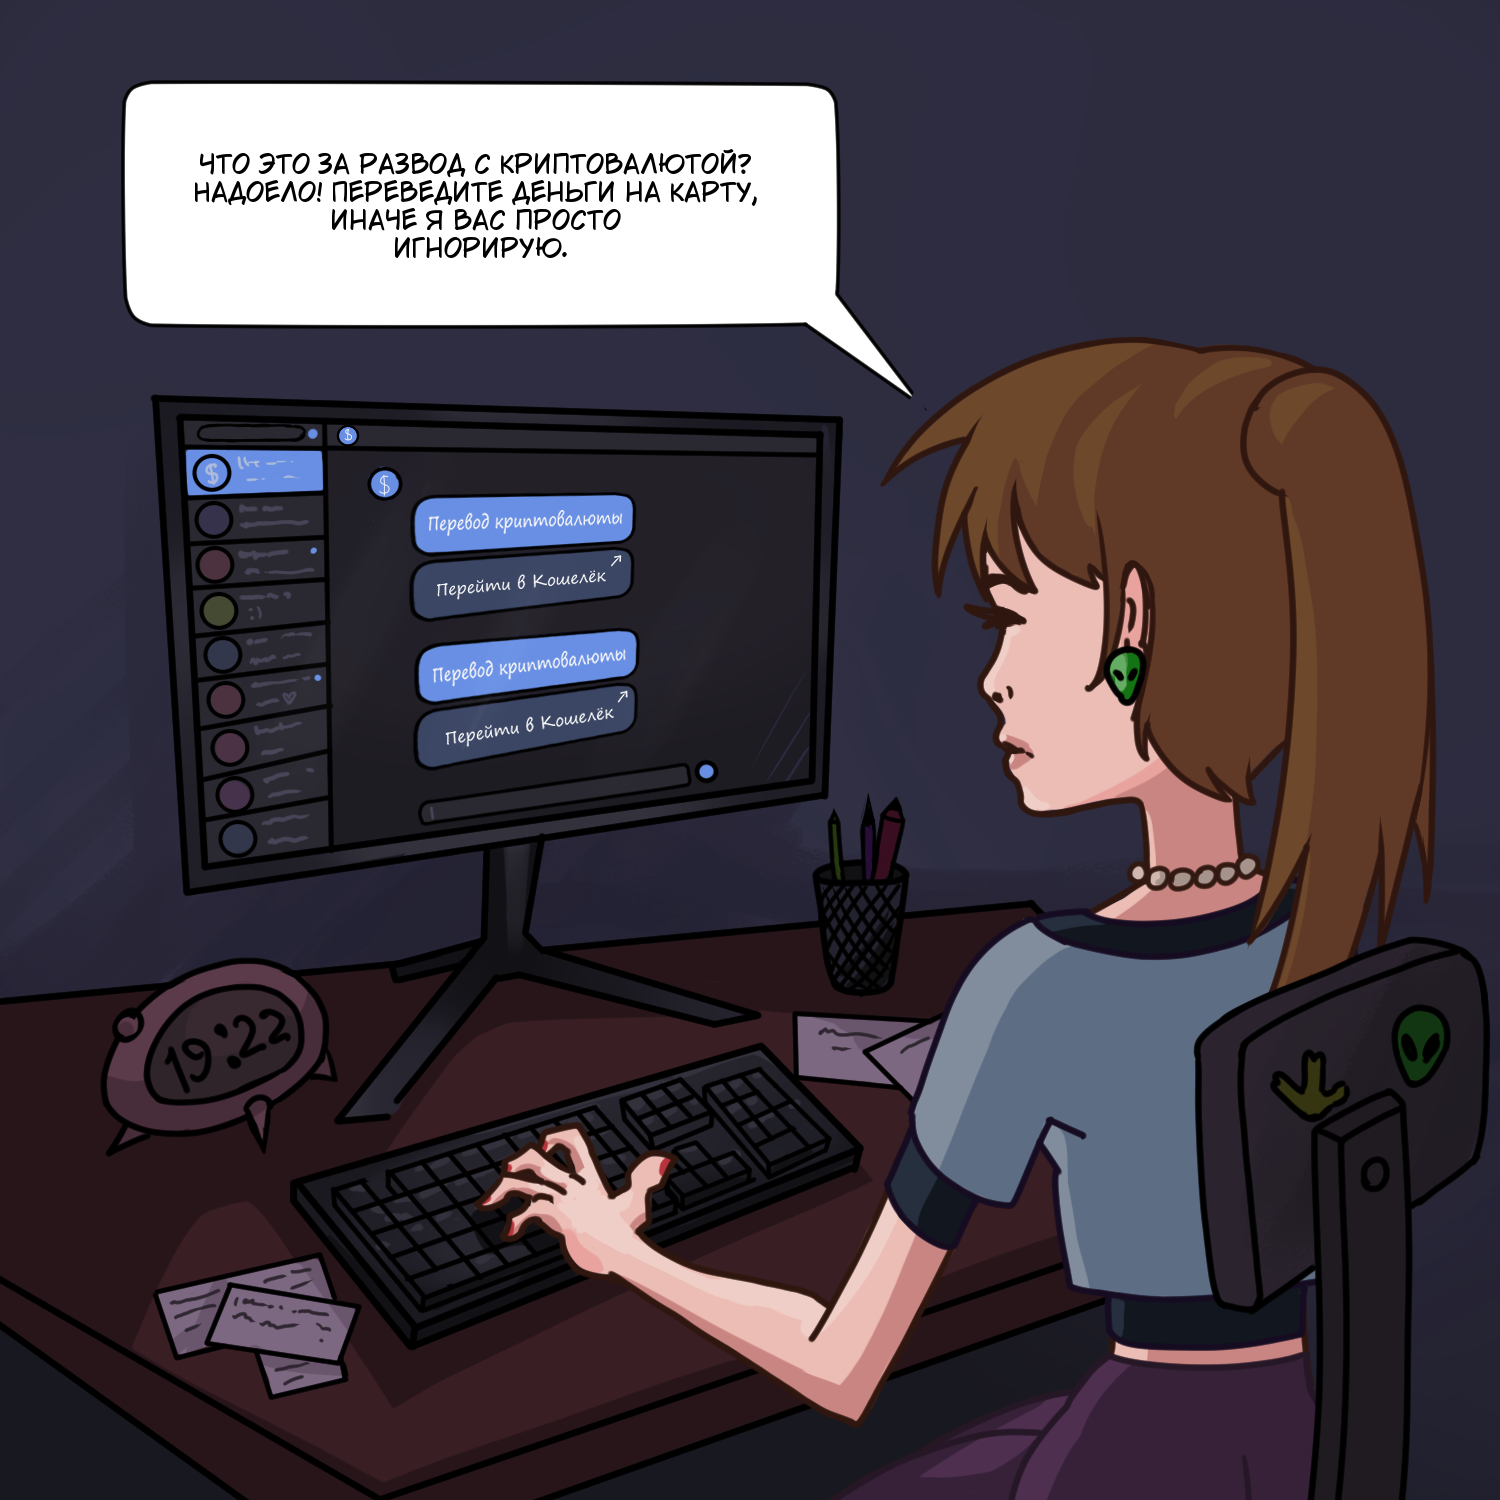 ЧТО ЭТО ЗА РАЗВОД С КРИПТОВАЛЮТОЙ?
НАДОЕЛО! ПЕРЕВЕДИТЕ ДЕНЬГИ НА КАРТУ,
ИНАЧЕ Я ВАС ПРОСТО
ИГНОРИРУЮ.
$
$
$
Перевод криптовалюты
Перейти в Кошелёк
:)
Перевод криптовалюты
Перейти в Кошелёк
19:22